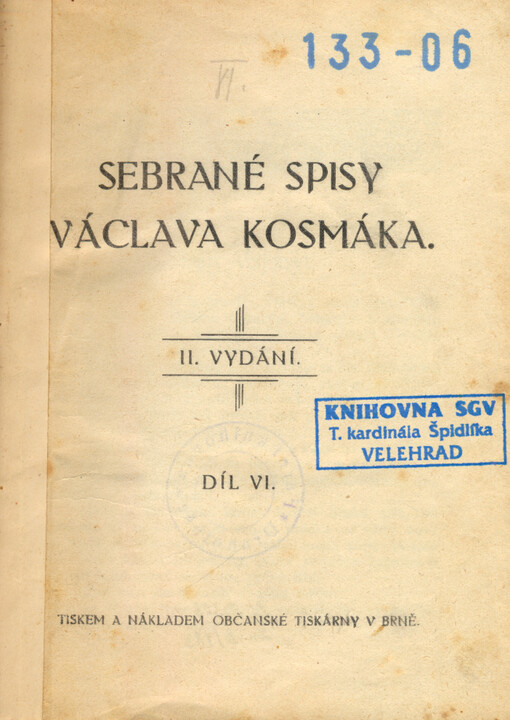 133-06
VI.
SEBRANÉ SPISY
VÁCLAVA KOSMÁKA.
II. VYDÁNÍ.
KNIHOVNA SGV
T. kardinála Špidlíka
VELEHRAD
DÍL VI.
TISKEM A NÁKLADEM OBČANSKÉ TISKÁRNY V BRNĚ.